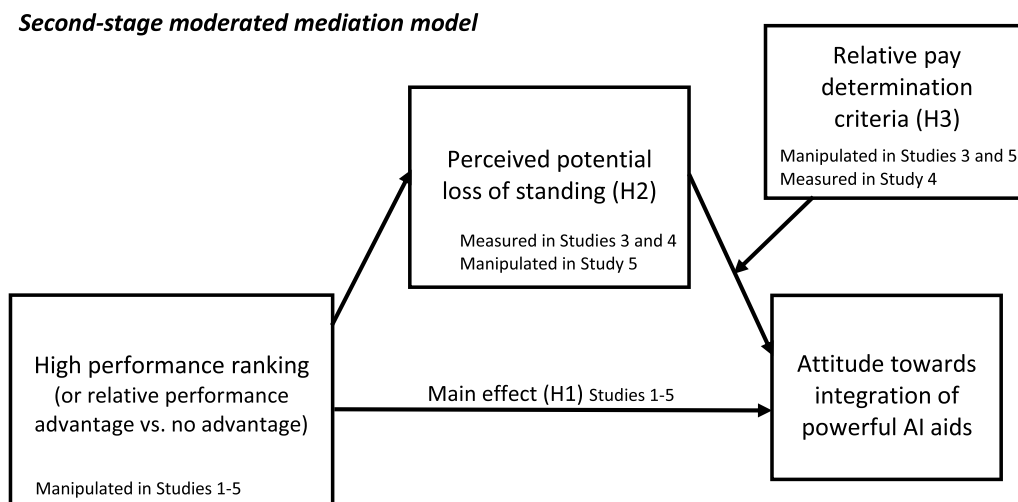 Second-stage moderated mediation model
Relative pay
determination
criteria (H3)
Manipulated in Studies 3 and 5
Measured in Study 4
Perceived potential
loss of standing (H2)
Measured in Studies 3 and 4
Manipulated in Study 5
High performance ranking
(or relative performance
advantage vs. no advantage)
Manipulated in Studies 1-5
Main effect (H1) Studies 1-5
Attitude towards
integration of
powerful AI aids